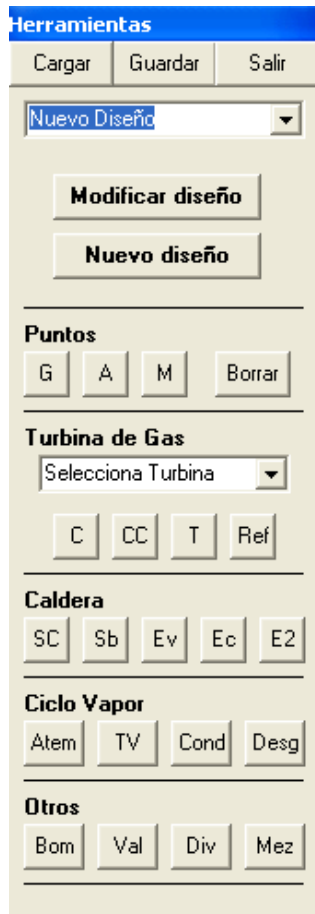 Herramientas
Cargar Guardar Salir
Nuevo Diseño
Modificar diseño
Nuevo diseño
Puntos
G A M Borrar
Turbina de Gas
Selecciona Turbina
C CC T Ref
Caldera
SC Sb Ev Ec E2
Ciclo Vapor
Atem TV Cond Desg
Otros
Bom Val Div Mez